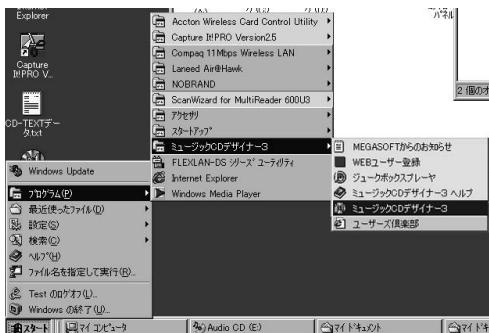 Explorer
Capture
It!PRO V...
CD-TEXTデー
タ.txt
Accton Wireless Card Control Utility
Capture It!PRO Version2.5
Compaq 11Mbps Wireless LAN
Laneed Air@Hawk
NOBRAND
ScanWizard for MultiReader 600U3
アクセサリ
スタートアップ
ミュージックCDデザイナー3
FLEXLAN-DS シリーズ ユーティリティ
Internet Explorer
Windows Media Player
MEGASOFTからのお知らせ
WEBユーザー登録
ジュークボックスプレーヤ
ミュージックCDデザイナー3 ヘルプ
ミュージックCDデザイナー3
ユーザーズ倶楽部
Windows Update
プログラム(P)
最近使ったファイル(D)
設定(S)
検索(C)
ヘルプ(H)
ファイル名を指定して実行(R)...
Test のログオフ(L)...
Windows の終了(U)...
パネル
2 個のオ
スタート
マイ コンピュータ
Audio CD (E:)
マイ ドキュメント
マイ ドキ